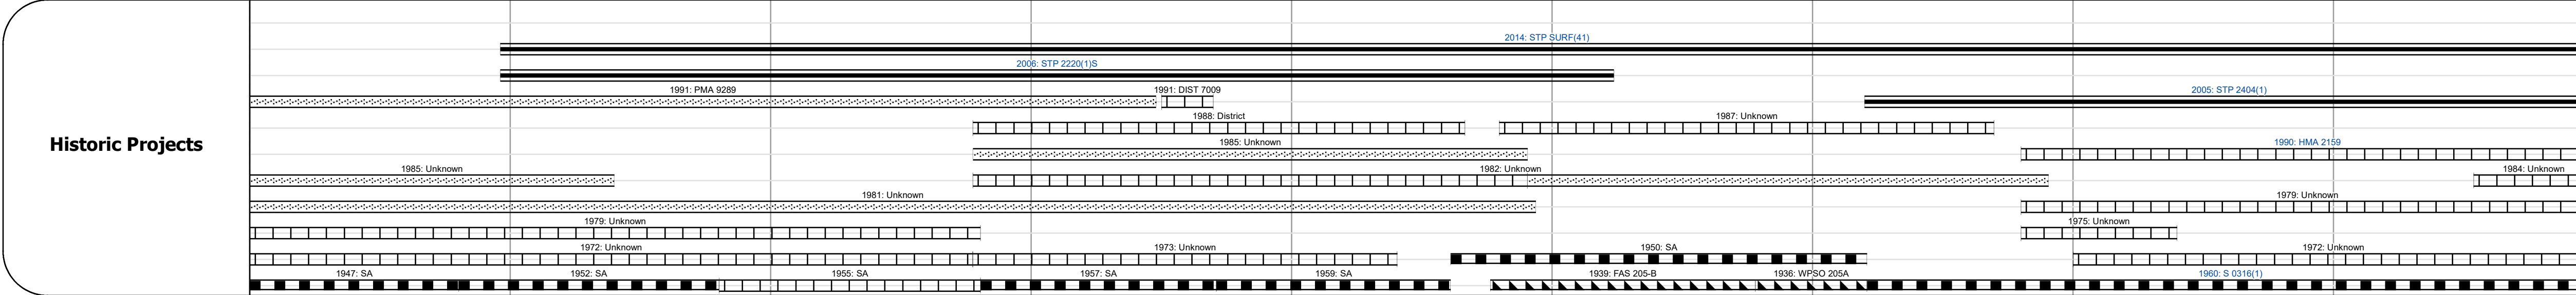 2014: STP SURF(41)
2006: STP 2220(1)S
1991: PMA 9289 1991: DIST 7009 2005: STP 2404(1)
1988: District 1987: Unknown
Historic Projects
1985: Unknown 1990: HMA 2159
1985: Unknown 1982: Unknown 1984: Unknown
1981: Unknown 1979: Unknown
1979: Unknown 1975: Unknown
1972: Unknown 1973: Unknown 1950: SA 1972: Unknown
1947: SA 1952: SA 1955: SA 1957: SA 1959: SA 1939: FAS 205-B 1936: WPSO 205A 1960: S 0316(1)